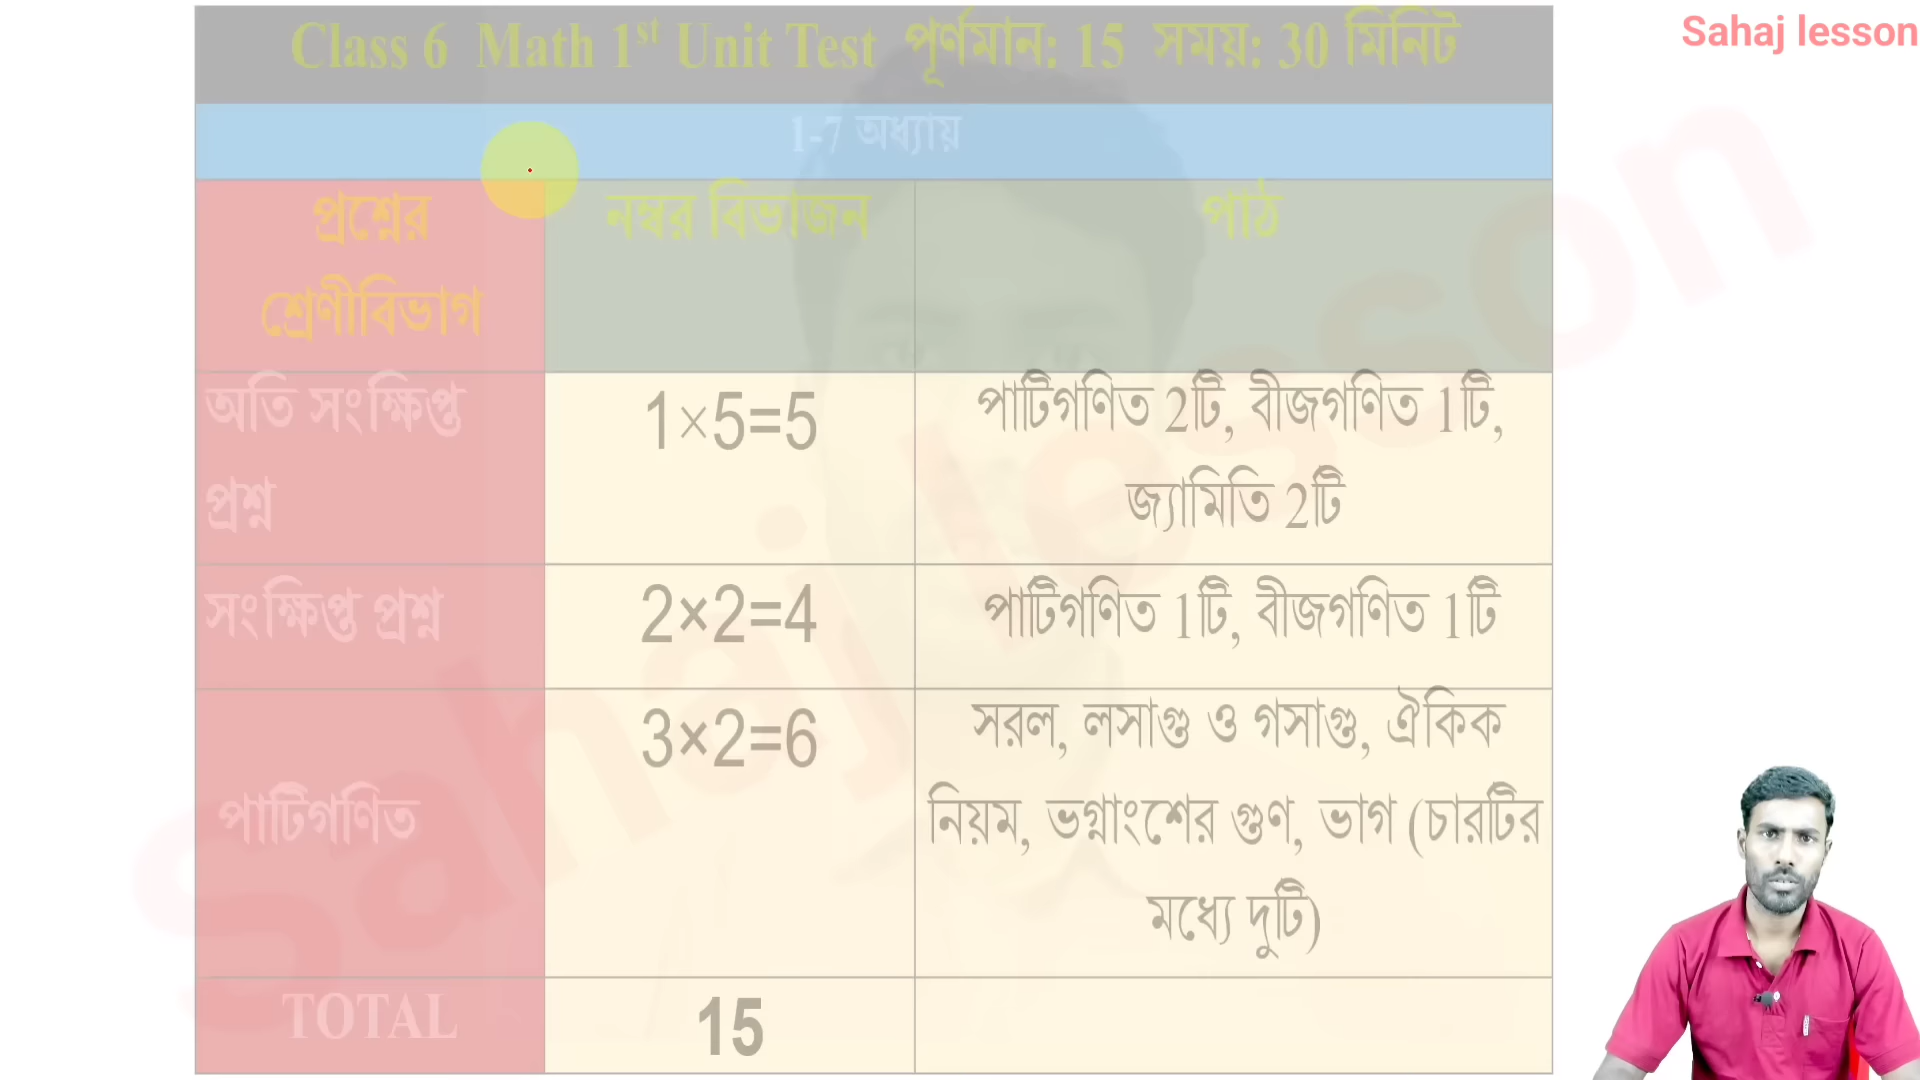 Class 6 Math 1st Unit Test পূর্ণমান: 15 সময়: 30 মিনিট
Sahaj lesson
1-7 অধ্যায়
প্রশ্নের
শ্রেণীবিভাগ
নম্বর বিভাজন
পাঠ
অতি সংক্ষিপ্ত
প্রশ্ন
1×5=5
পাটিগণিত 2টি, বীজগণিত 1টি,
জ্যামিতি 2টি
সংক্ষিপ্ত প্রশ্ন
2×2=4
পাটিগণিত 1টি, বীজগণিত 1টি
পাটিগণিত
3×2=6
সরল, লসাগু ও গসাগু, ঐকিক
নিয়ম, ভগ্নাংশের গুণ, ভাগ (চারটির
মধ্যে দুটি)
TOTAL
15
Sahaj lesson